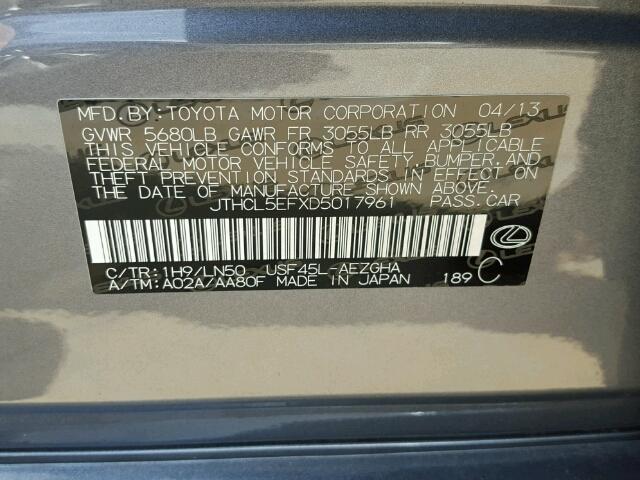 MFD.BY:TOYOTA MOTOR CORPORATION 04/13
GVWR 5680LB GAWR FR 3055LB RR 3055LB
THIS VEHICLE CONFORMS TO ALL APPLICABLE
FEDERAL MOTOR VEHICLE SAFETY,BUMPER,AND
THEFT PREVENTION STANDARDS IN EFFECT ON
THE DATE OF MANUFACTURE SHOWN ABOVE.
JTHCL5EFXD5017961 PASS.CAR
C/TR:1H9/LN50 USF45L-AEZGHA
A/TM:A02A/AA80F MADE IN JAPAN 189 C